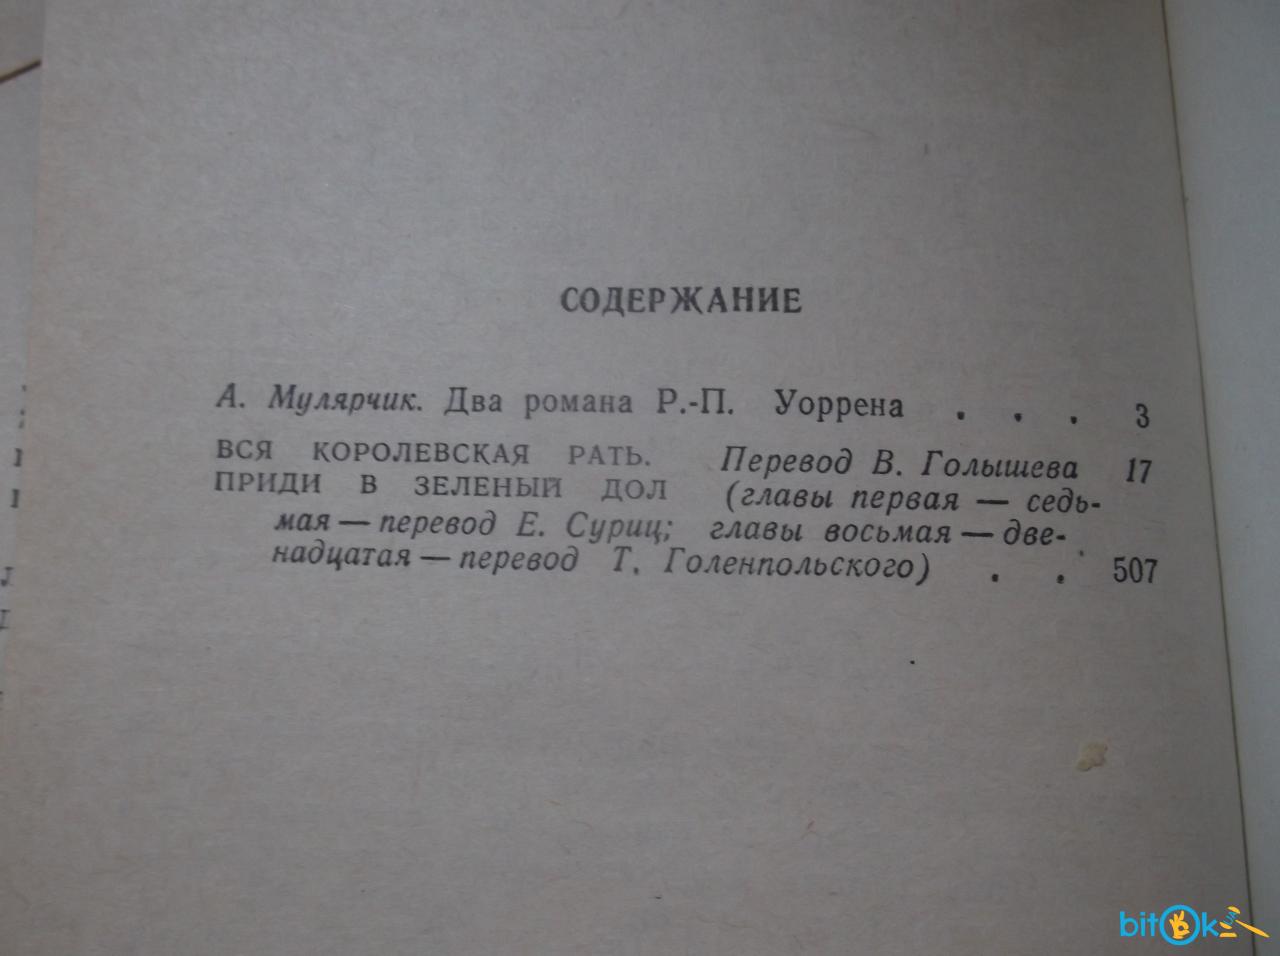 СОДЕРЖАНИЕ
А. Мулярчик. Два романа Р.-П. Уоррена . . . 3
ВСЯ КОРОЛЕВСКАЯ РАТЬ. Перевод В. Голышева 17
ПРИДИ В ЗЕЛЕНЫЙ ДОЛ (главы первая — седь-
мая — перевод Е. Суриц; главы восьмая — две-
надцатая — перевод Т. Голенпольского) . . 507
bitOk